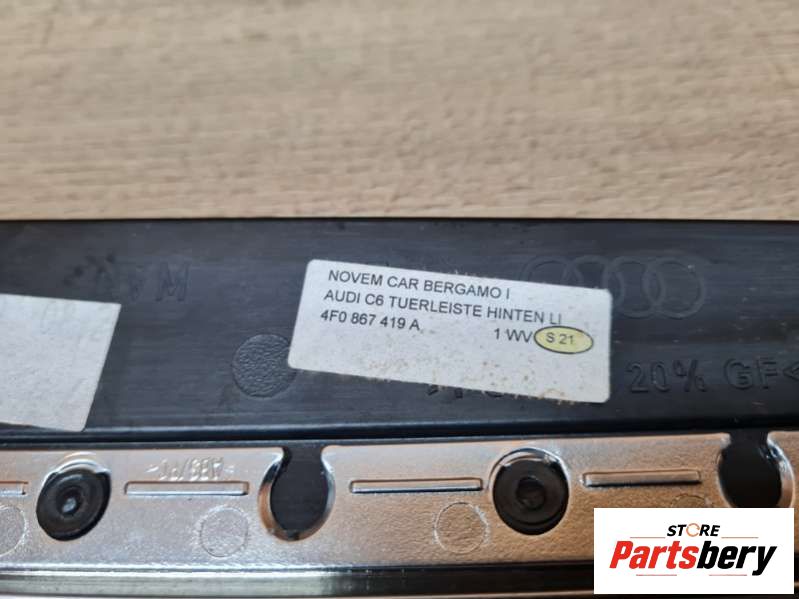 NOVEM CAR BERGAMO I
AUDI C6 TUERLEISTE HINTEN LI
4F0 867 419 A 1 WV S 21
20% GF<
STORE
Partsbery